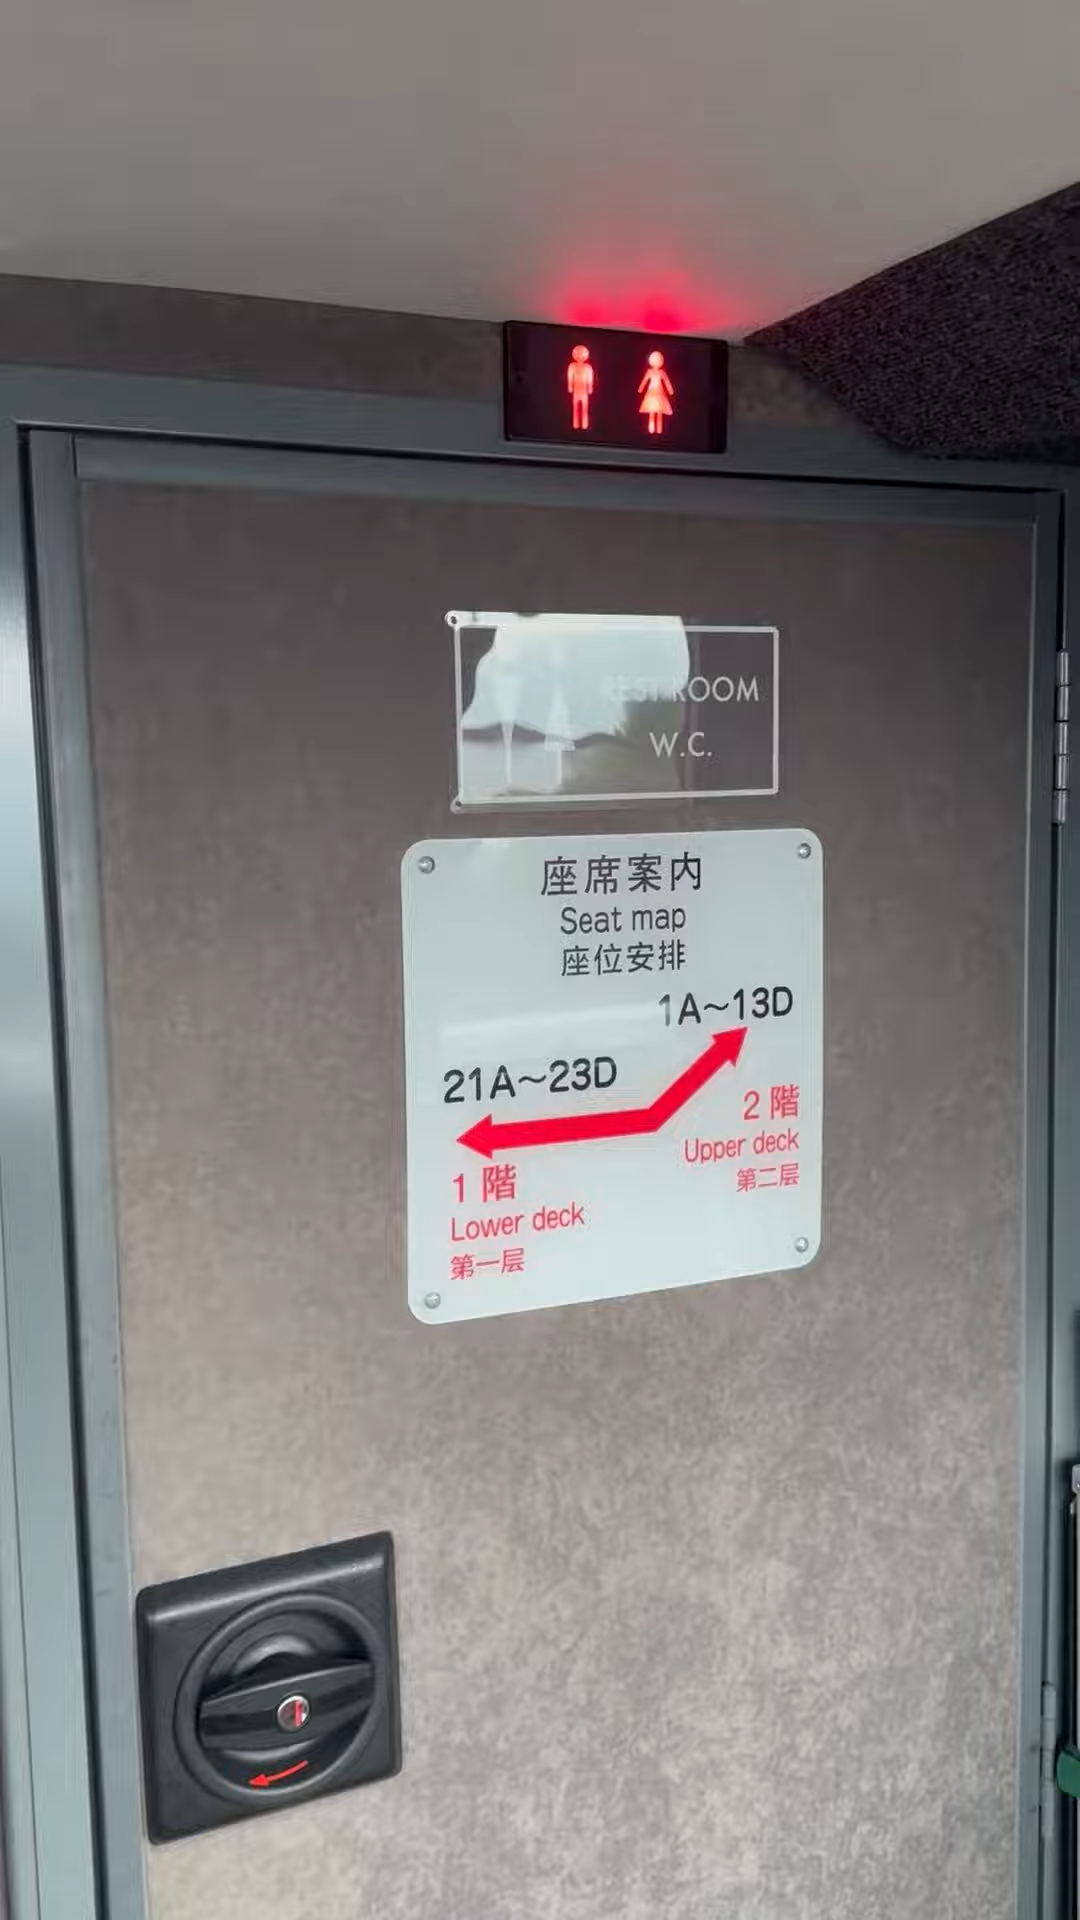 REST ROOM
W.C.
座席案内
Seat map
座位安排
1A～13D
21A～23D
2階
Upper deck
第二层
1階
Lower deck
第一层